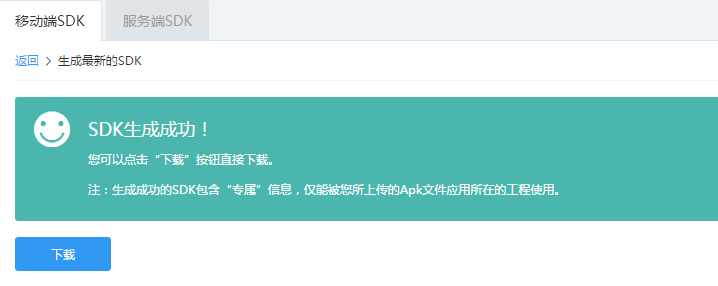 移动端SDK 服务端SDK
返回 > 生成最新的SDK
SDK生成成功！
您可以点击“下载”按钮直接下载。
注：生成成功的SDK包含“专属”信息，仅能被您所上传的Apk文件应用所在的工程使用。
下载